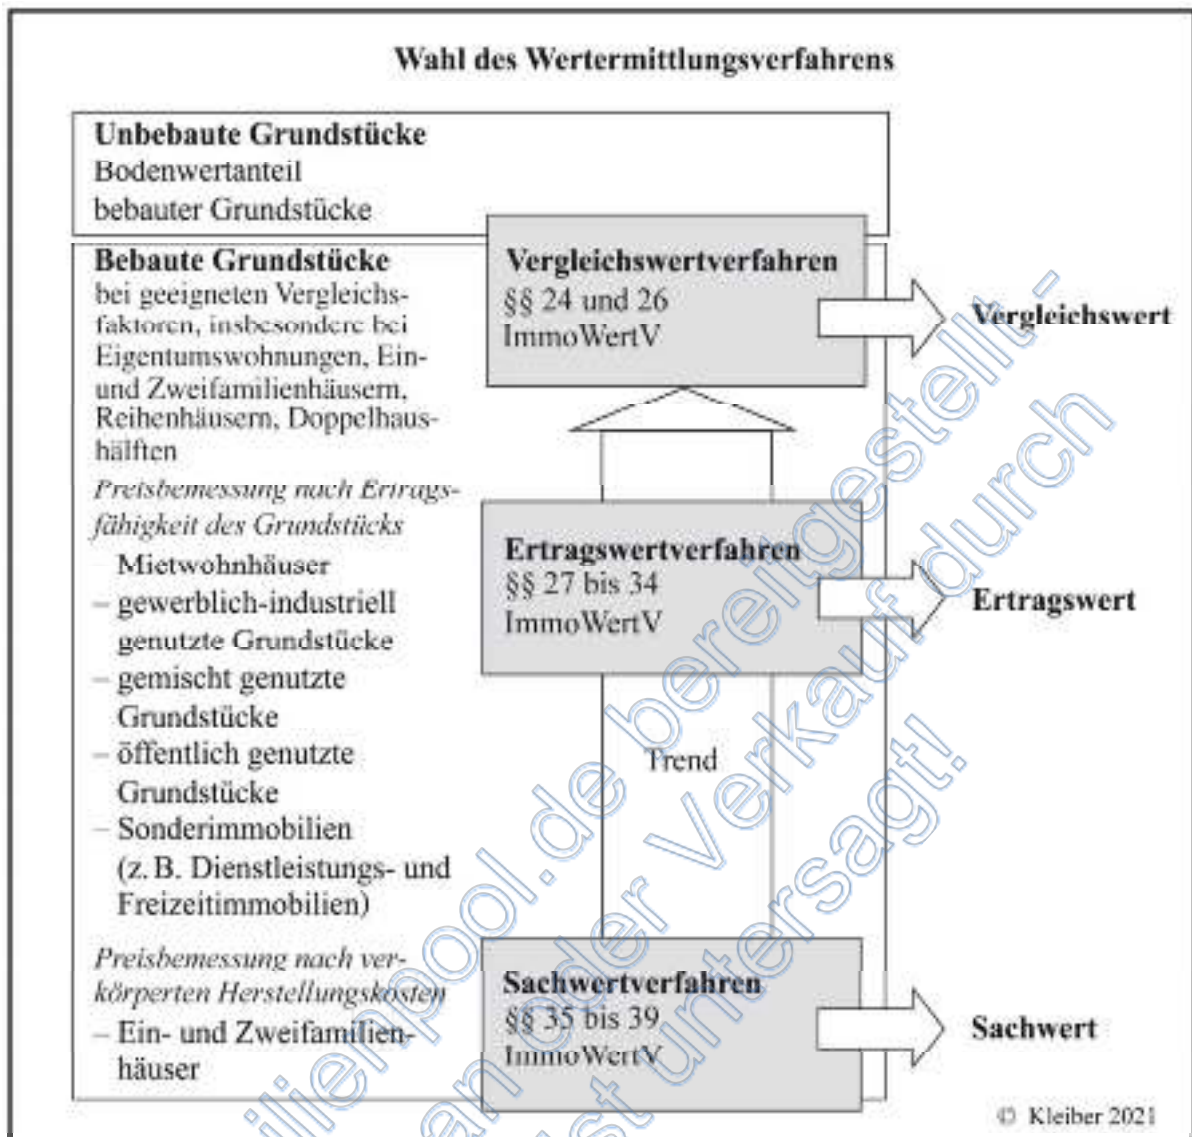 Wahl des Wertermittlungsverfahrens
Unbebaute Grundstücke
Bodenwertanteil
bebauter Grundstücke
Bebaute Grundstücke
bei geeigneten Vergleichs-
faktoren, insbesondere bei
Eigentumswohnungen, Ein-
und Zweifamilienhäusern,
Reihenhäusern, Doppelhaus-
hälften
Preisbemessung nach Ertrags-
fähigkeit des Grundstücks
Mietwohnhäuser
– gewerblich-industriell
genutzte Grundstücke
– gemischt genutzte
Grundstücke
– öffentlich genutzte
Grundstücke
– Sonderimmobilien
(z. B. Dienstleistungs- und
Freizeitimmobilien)
Preisbemessung nach ver-
körperten Herstellungskosten
– Ein- und Zweifamilien-
häuser
Vergleichswertverfahren
§§ 24 und 26
ImmoWertV
Vergleichswert
Ertragswertverfahren
§§ 27 bis 34
ImmoWertV
Ertragswert
Trend
Sachwertverfahren
§§ 35 bis 39
ImmoWertV
Sachwert
© Kleiber 2021
ilienpool.de bereitgestellt -
an oder Verkauf durch
ist untersagt!